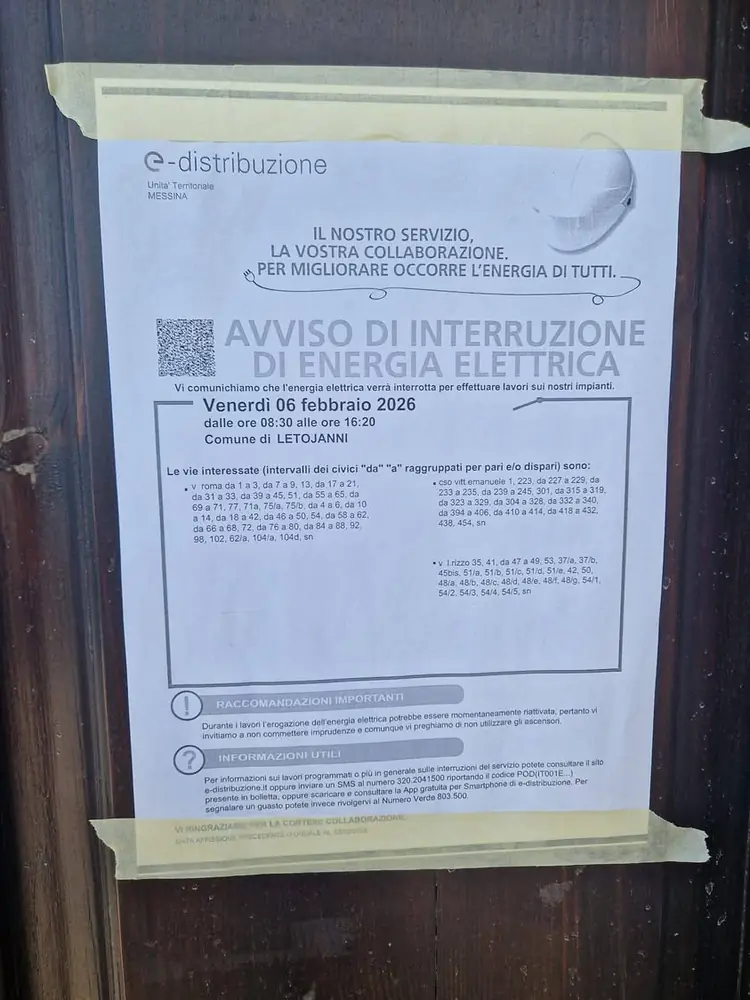 e-distribuzione
Unita' Territoriale
MESSINA
IL NOSTRO SERVIZIO,
LA VOSTRA COLLABORAZIONE.
PER MIGLIORARE OCCORRE L'ENERGIA DI TUTTI.
AVVISO DI INTERRUZIONE
DI ENERGIA ELETTRICA
Vi comunichiamo che l'energia elettrica verrà interrotta per effettuare lavori sui nostri impianti.
Venerdì 06 febbraio 2026
dalle ore 08:30 alle ore 16:20
Comune di LETOJANNI
Le vie interessate (intervalli dei civici "da" "a" raggruppati per pari e/o dispari) sono:
• v roma da 1 a 3, da 7 a 9, 13, da 17 a 21,
da 31 a 33, da 39 a 45, 51, da 55 a 65, da
69 a 71, 77, 71a, 75/a, 75/b, da 4 a 6, da 10
a 14, da 18 a 42, da 46 a 50, 54, da 58 a 62,
da 66 a 68, 72, da 76 a 80, da 84 a 88, 92,
98, 102, 62/a, 104/a, 104d, sn
• cso vitt.emanuele 1, 223, da 227 a 229, da
233 a 235, da 239 a 245, 301, da 315 a 319,
da 323 a 329, da 304 a 328, da 332 a 340,
da 394 a 406, da 410 a 414, da 418 a 432,
438, 454, sn
• v l rizzo 35, 41, da 47 a 49, 53, 37/a, 37/b,
45bis, 51/a, 51/b, 51/c, 51/d, 51/e, 42, 50,
48/a, 48/b, 48/c, 48/d, 48/e, 48/f, 48/g, 54/1,
54/2, 54/3, 54/4, 54/5, sn
! RACCOMANDAZIONI IMPORTANTI
Durante i lavori l'erogazione dell'energia elettrica potrebbe essere momentaneamente riattivata, pertanto vi
invitiamo a non commettere imprudenze e comunque vi preghiamo di non utilizzare gli ascensori.
? INFORMAZIONI UTILI
Per informazioni sui lavori programmati o più in generale sulle interruzioni del servizio potete consultare il sito
e-distribuzione.it oppure inviare un SMS al numero 320.2041500 riportando il codice POD(IT001E...)
presente in bolletta, oppure scaricare e consultare la App gratuita per Smartphone di e-distribuzione. Per
segnalare un guasto potete invece rivolgervi al Numero Verde 803.500.
VI RINGRAZIAMO PER LA CORTESE COLLABORAZIONE.
DATA AFFISSIONE PRECEDENTE O UGUALE AL